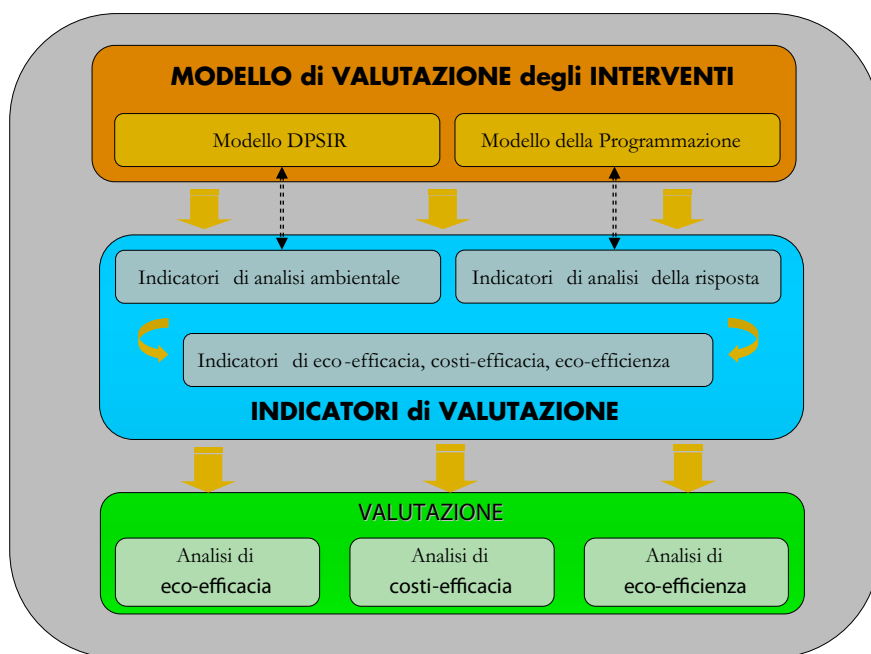 MODELLO di VALUTAZIONE degli INTERVENTI
Modello DPSIR
Modello della Programmazione
Indicatori di analisi ambientale
Indicatori di analisi della risposta
Indicatori di eco-efficacia, costi-efficacia, eco-efficienza
INDICATORI di VALUTAZIONE
VALUTAZIONE
Analisi di
eco-efficacia
Analisi di
costi-efficacia
Analisi di
eco-efficienza